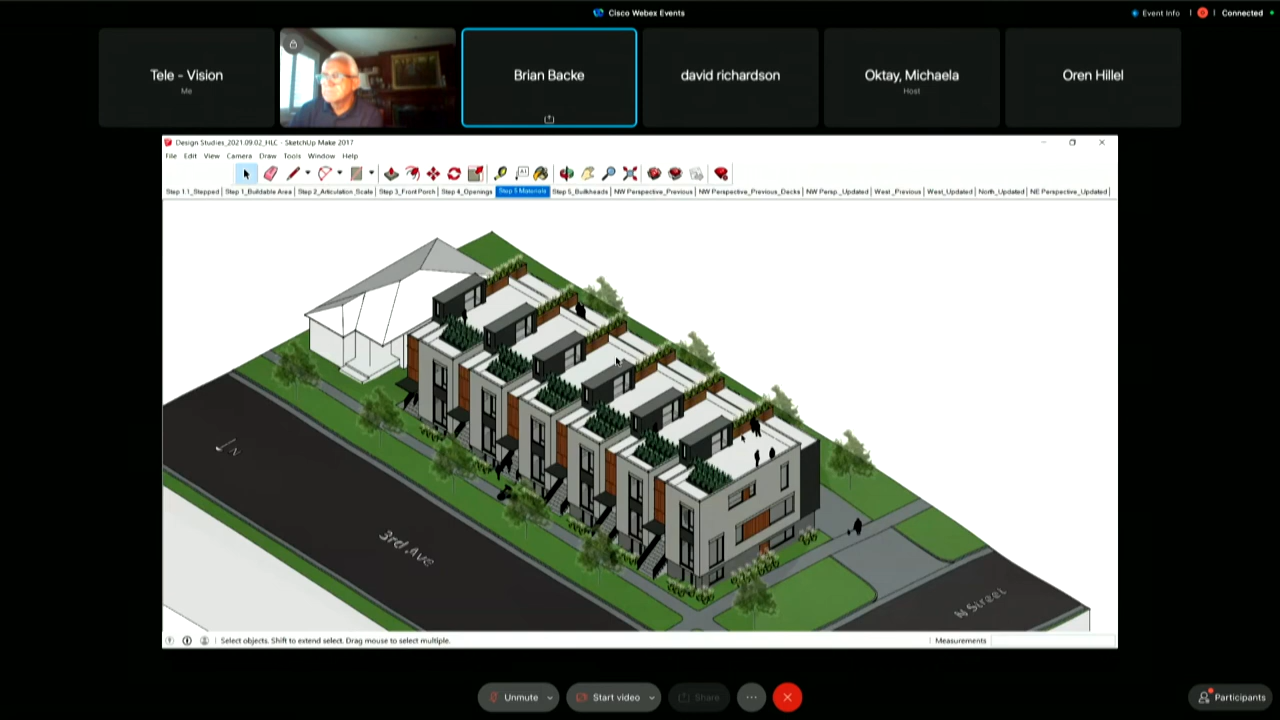 Cisco Webex Events
Event Info
Connected
Tele - Vision
Me
Brian Backe
david richardson
Oktay, Michaela
Host
Oren Hillel
Design Studies_2021.09.02_HLC - SketchUp Make 2017
File Edit View Camera Draw Tools Window Help
Step 1.1_Stepped Step 1_Buildable Area Step 2_Articulation_Scale Step 3_Front Porch Step 4_Openings Step 5 Materials Step 5_Bulkheads NW Perspective_Previous NW Perspective_Previous_Decks NW Persp_Updated West_Previous West_Updated North_Updated NE Perspective_Updated
N
3rd Ave
N Street
Select objects. Shift to extend select. Drag mouse to select multiple.
Measurements
Unmute
Start video
Share
Participants